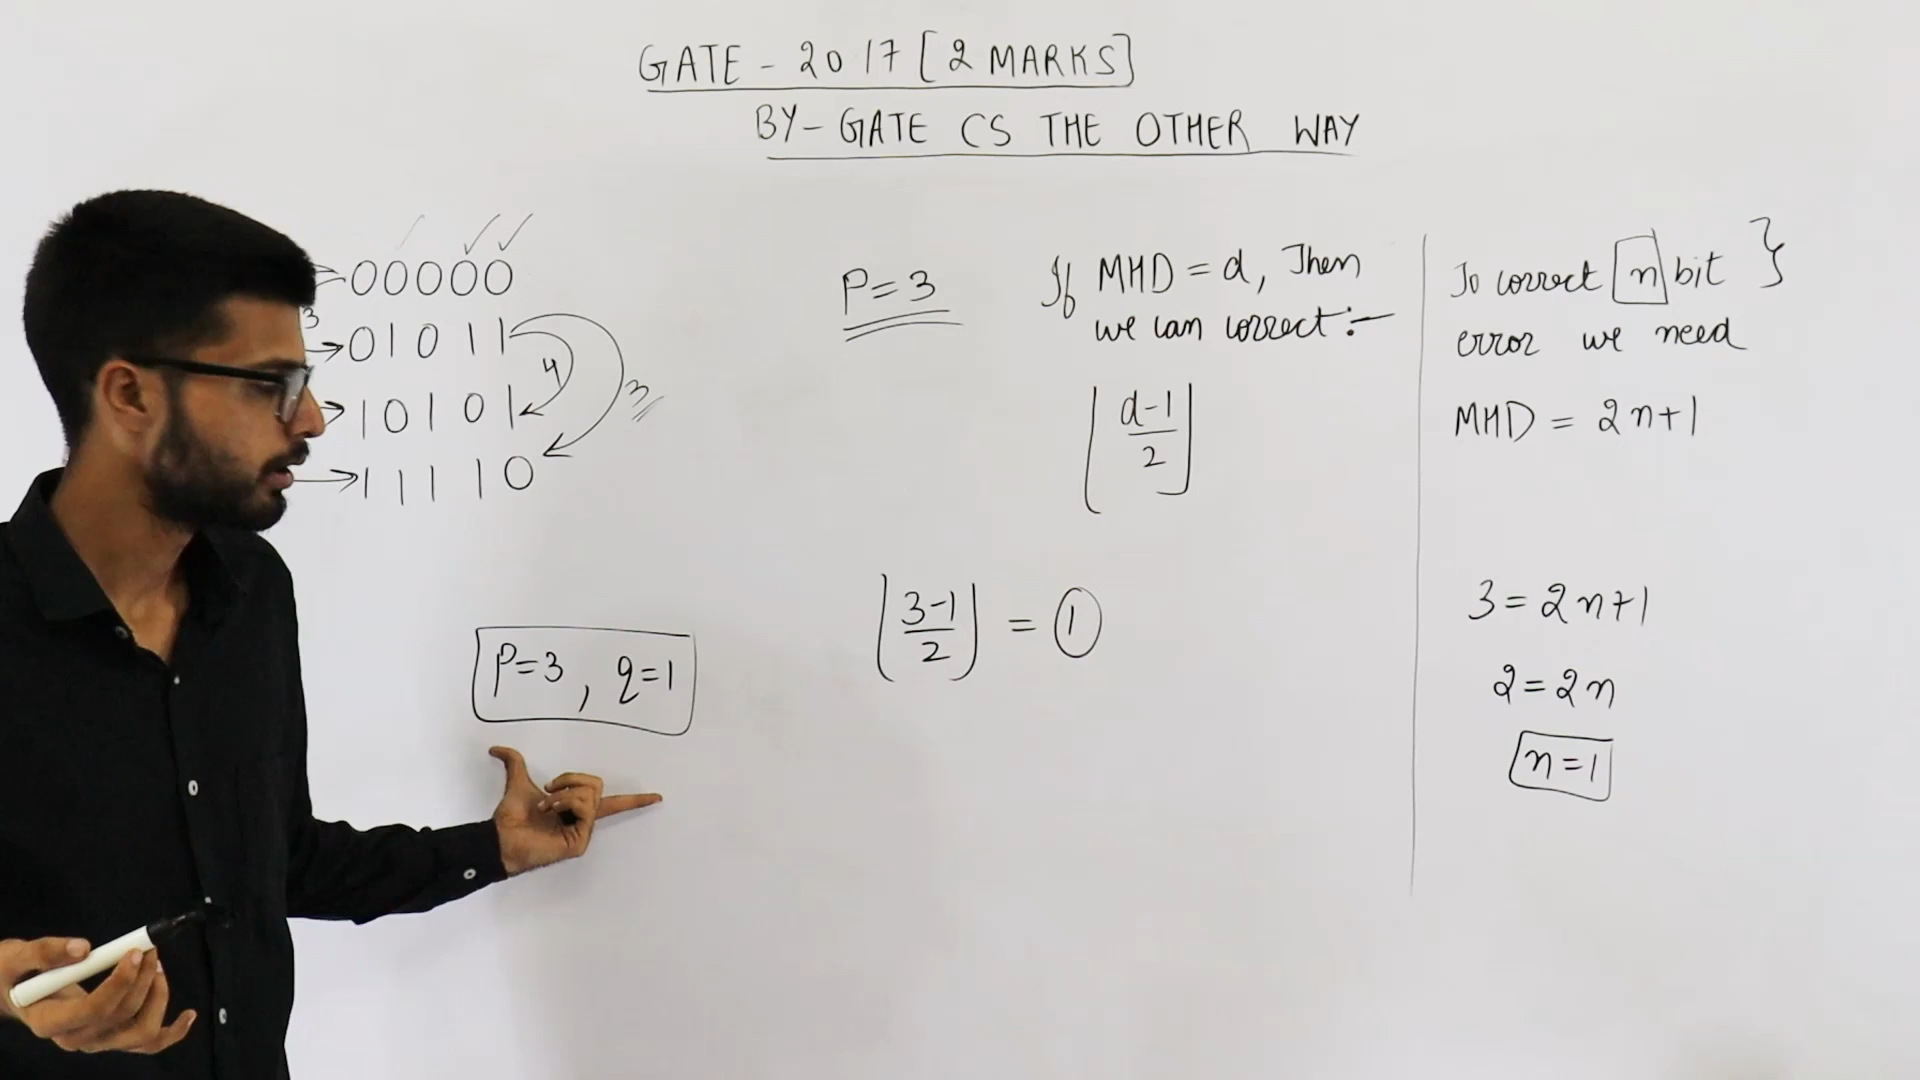 GATE - 2017 [2 MARKS]
BY - GATE CS THE OTHER WAY
00000
3
01011
10101
11110
4
3
P=3, q=1
P=3
If MHD = d, Then
we can correct :-
⌊(d-1)/2⌋
⌊(3-1)/2⌋ = 1
To correct n bit }
error we need
MHD = 2n+1
3 = 2n+1
2 = 2n
n=1